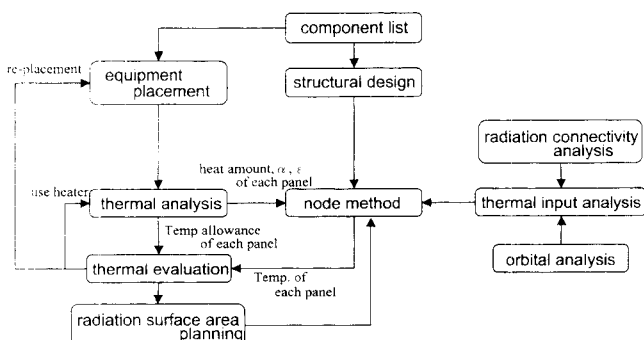 component list
re-placement
equipment
placement
structural design
radiation connectivity
analysis
heat amount, α, ε
of each panel
use heater
thermal analysis
node method
thermal input analysis
Temp allowance
of each panel
thermal evaluation
Temp. of
each panel
orbital analysis
radiation surface area
planning